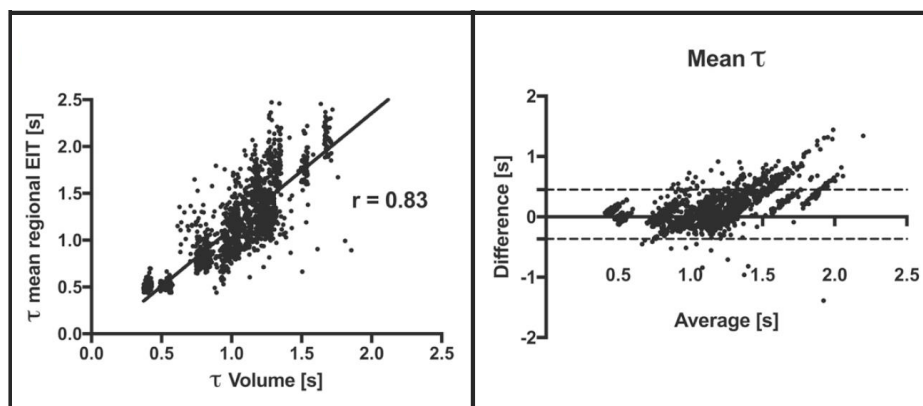 τ mean regional EIT [s]
2.5
2.0
1.5
1.0
0.5
0.0
r = 0.83
0.0 0.5 1.0 1.5 2.0 2.5
τ Volume [s]
Mean τ
Difference [s]
2
1
0
-1
-2
0.5 1.0 1.5 2.0 2.5
Average [s]